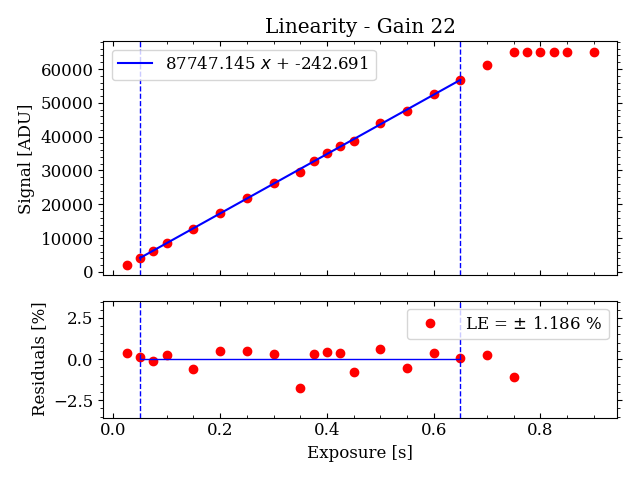 Linearity - Gain 22
87747.145 x + -242.691
60000
50000
40000
30000
20000
10000
0
Signal [ADU]
LE = ± 1.186 %
2.5
0.0
−2.5
Residuals [%]
0.0 0.2 0.4 0.6 0.8
Exposure [s]